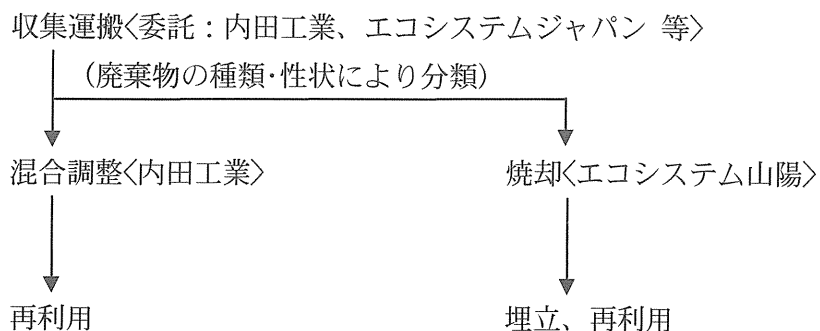 収集運搬〈委託：内田工業、エコシステムジャパン 等〉
（廃棄物の種類・性状により分類）
混合調整〈内田工業〉
焼却〈エコシステム山陽〉
再利用
埋立、再利用